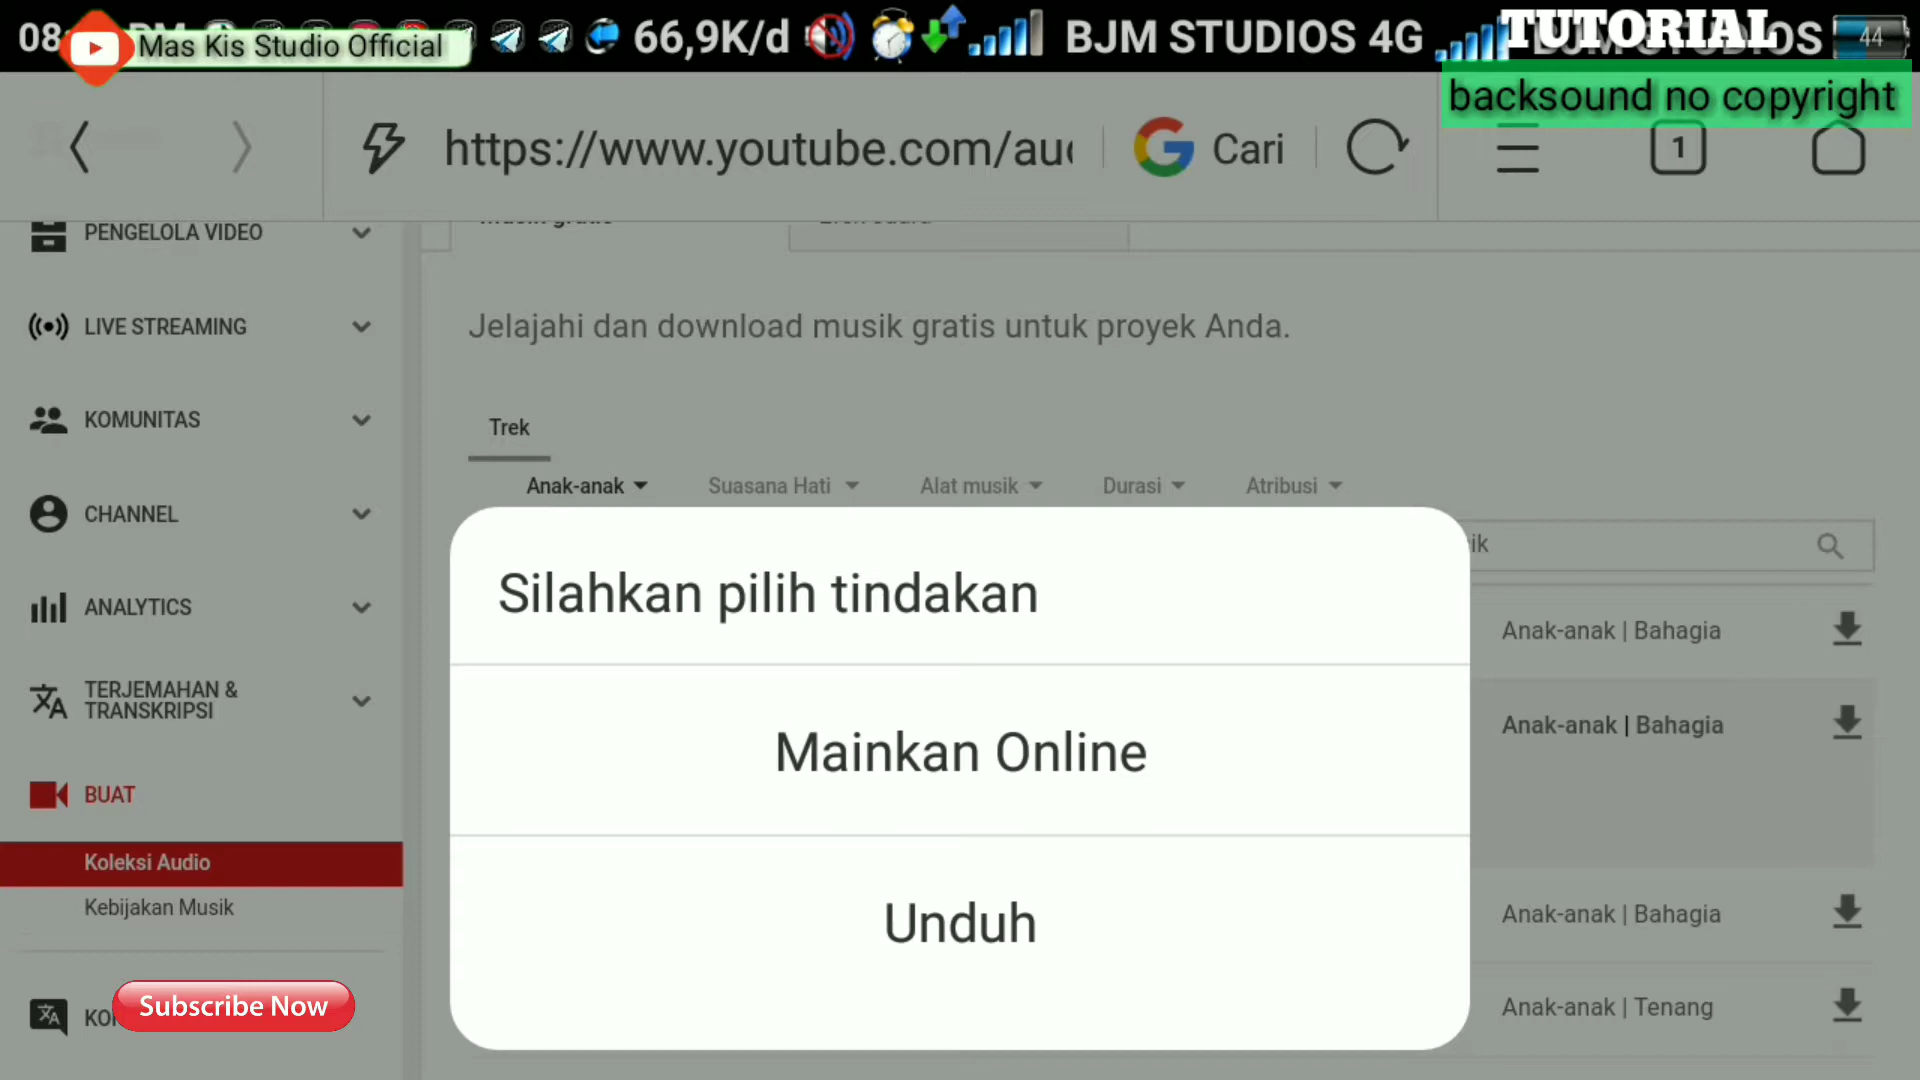 Mas Kis Studio Official
66,9K/d
BJM STUDIOS 4G
TUTORIAL
44
backsound no copyright
https://www.youtube.com/au
Cari
1
PENGELOLA VIDEO
LIVE STREAMING
KOMUNITAS
CHANNEL
ANALYTICS
TERJEMAHAN &
TRANSKRIPSI
BUAT
Koleksi Audio
Kebijakan Musik
Subscribe Now
Jelajahi dan download musik gratis untuk proyek Anda.
Trek
Anak-anak
Suasana Hati
Alat musik
Durasi
Atribusi
Silahkan pilih tindakan
Mainkan Online
Unduh
Anak-anak | Bahagia
Anak-anak | Bahagia
Anak-anak | Bahagia
Anak-anak | Tenang